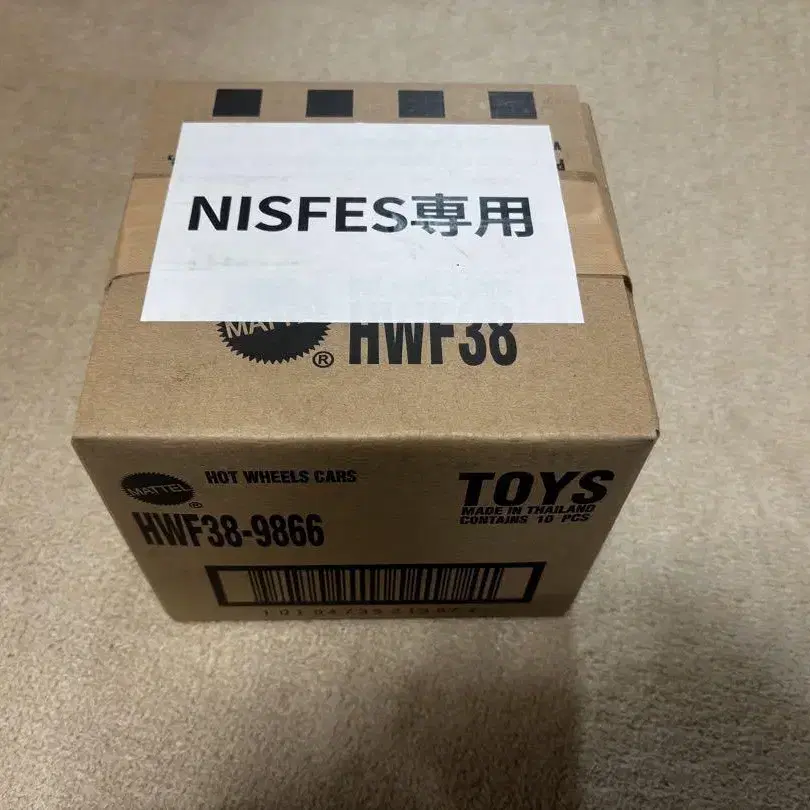 NISFES専用
MATTEL
® HWF38
MATTEL ® HOT WHEELS CARS
HWF38-9866
TOYS
MADE IN THAILAND
CONTAINS 10 PCS